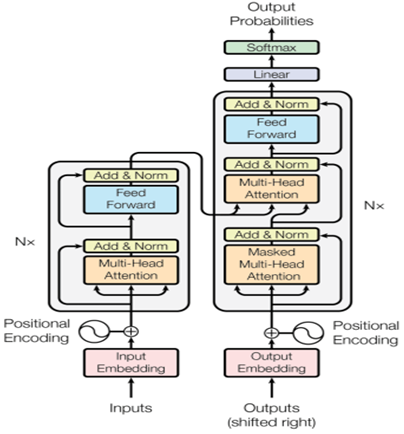 Output
Probabilities
Softmax
Linear
Add & Norm
Feed
Forward
Add & Norm
Multi-Head
Attention
Nx
Add & Norm
Masked
Multi-Head
Attention
Positional
Encoding
Output
Embedding
Outputs
(shifted right)
Add & Norm
Feed
Forward
Nx
Add & Norm
Multi-Head
Attention
Positional
Encoding
Input
Embedding
Inputs